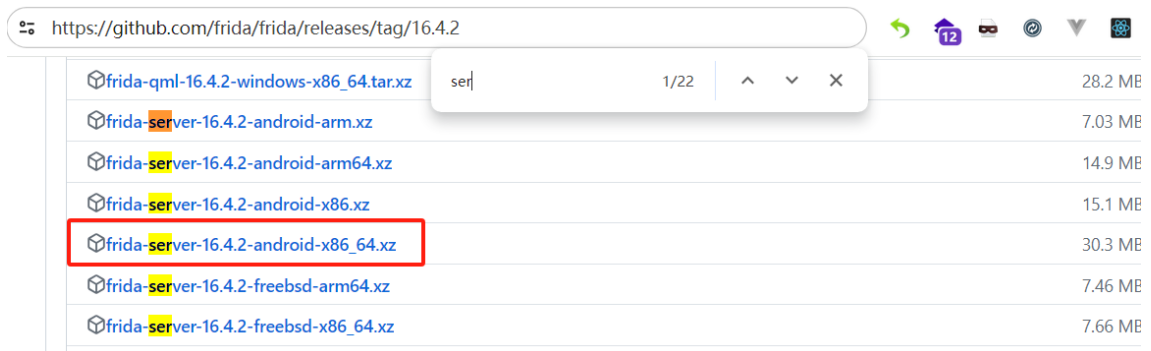 https://github.com/frida/frida/releases/tag/16.4.2
12
ser
1/22
frida-qml-16.4.2-windows-x86_64.tar.xz 28.2 MB
frida-server-16.4.2-android-arm.xz 7.03 MB
frida-server-16.4.2-android-arm64.xz 14.9 MB
frida-server-16.4.2-android-x86.xz 15.1 MB
frida-server-16.4.2-android-x86_64.xz 30.3 MB
frida-server-16.4.2-freebsd-arm64.xz 7.46 MB
frida-server-16.4.2-freebsd-x86_64.xz 7.66 MB